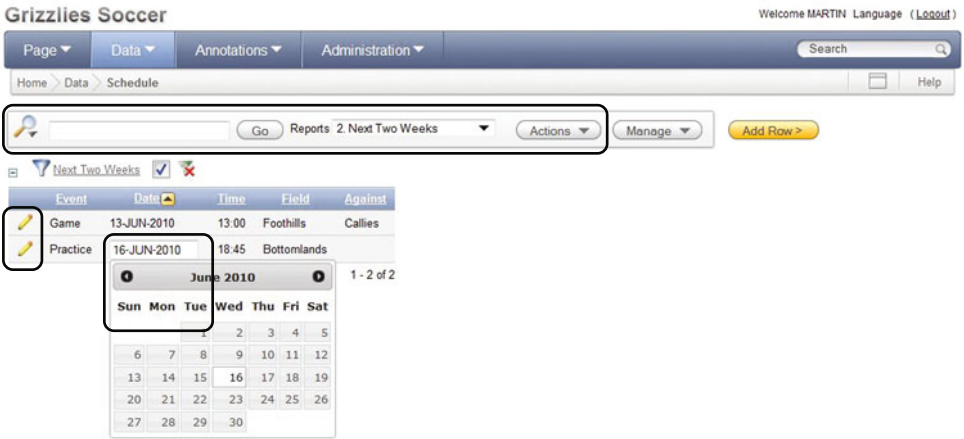 Grizzlies Soccer
Welcome MARTIN Language ( Logout )
Page Data Annotations Administration Search
Home Data Schedule Help
Go Reports 2. Next Two Weeks Actions Manage Add Row >
Next Two Weeks
Event Date Time Field Against
Game 13-JUN-2010 13:00 Foothills Callies
Practice 16-JUN-2010 18:45 Bottomlands
1 - 2 of 2
June 2010
Sun Mon Tue Wed Thu Fri Sat
1 2 3 4 5
6 7 8 9 10 11 12
13 14 15 16 17 18 19
20 21 22 23 24 25 26
27 28 29 30